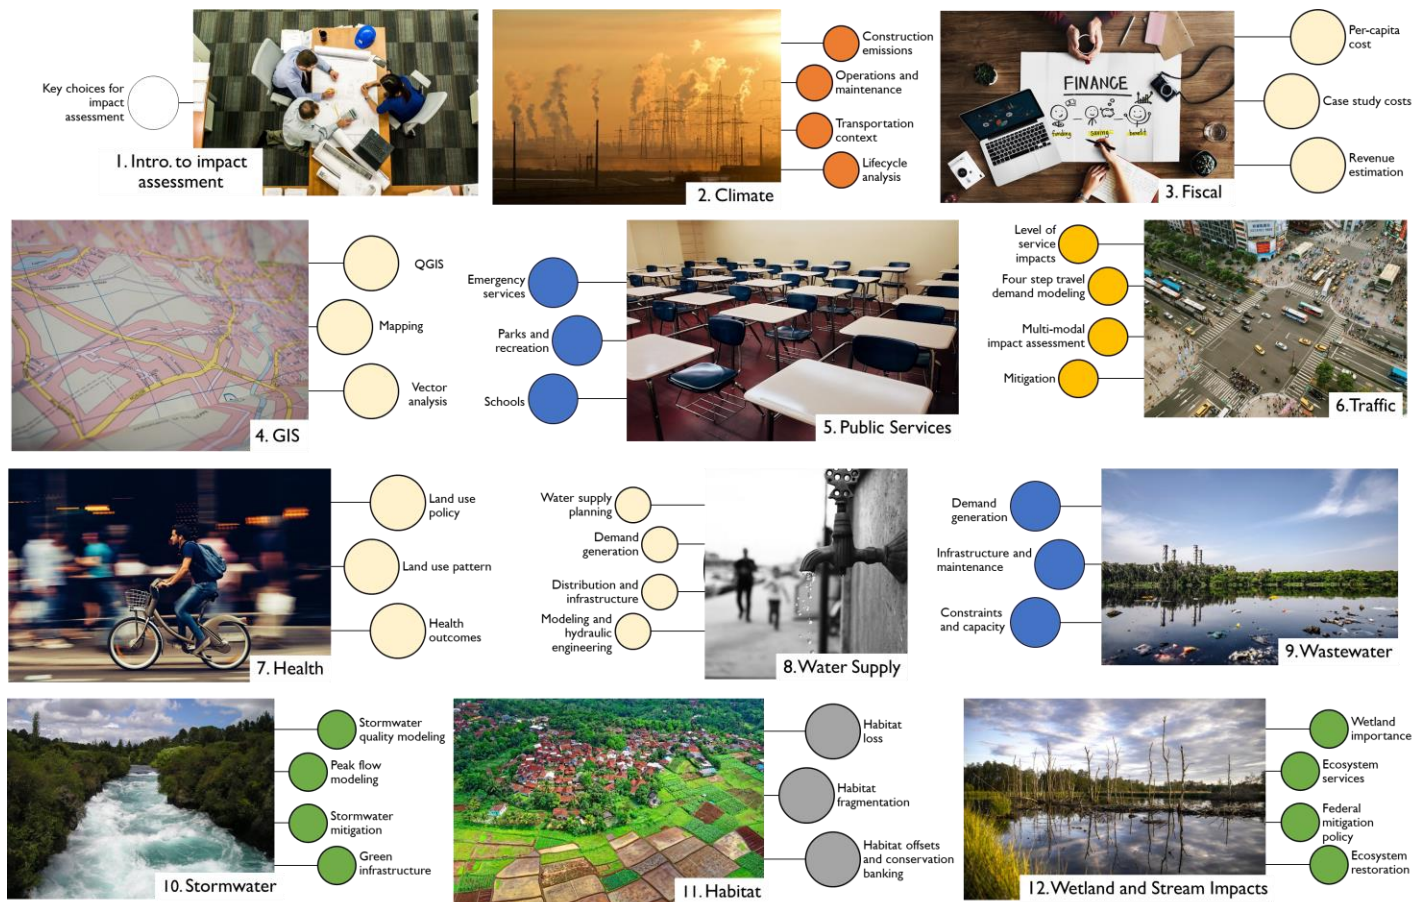 Key choices for
impact
assessment
1. Intro. to impact
assessment
Construction
emissions
Operations and
maintenance
Transportation
context
Lifecycle
analysis
2. Climate
FINANCE
funding
saving
benefit
Per-capita
cost
Case study costs
Revenue
estimation
3. Fiscal
QGIS
Mapping
Vector
analysis
4. GIS
Emergency
services
Parks and
recreation
Schools
5. Public Services
Level of
service
impacts
Four step travel
demand modeling
Multi-modal
impact assessment
Mitigation
6. Traffic
Land use
policy
Land use pattern
Health
outcomes
7. Health
Water supply
planning
Demand
generation
Distribution and
infrastructure
Modeling and
hydraulic
engineering
8. Water Supply
Demand
generation
Infrastructure and
maintenance
Constraints
and capacity
9. Wastewater
Stormwater
quality modeling
Peak flow
modeling
Stormwater
mitigation
Green
infrastructure
10. Stormwater
Habitat
loss
Habitat
fragmentation
Habitat offsets
and conservation
banking
11. Habitat
Wetland
importance
Ecosystem
services
Federal
mitigation
policy
Ecosystem
restoration
12. Wetland and Stream Impacts